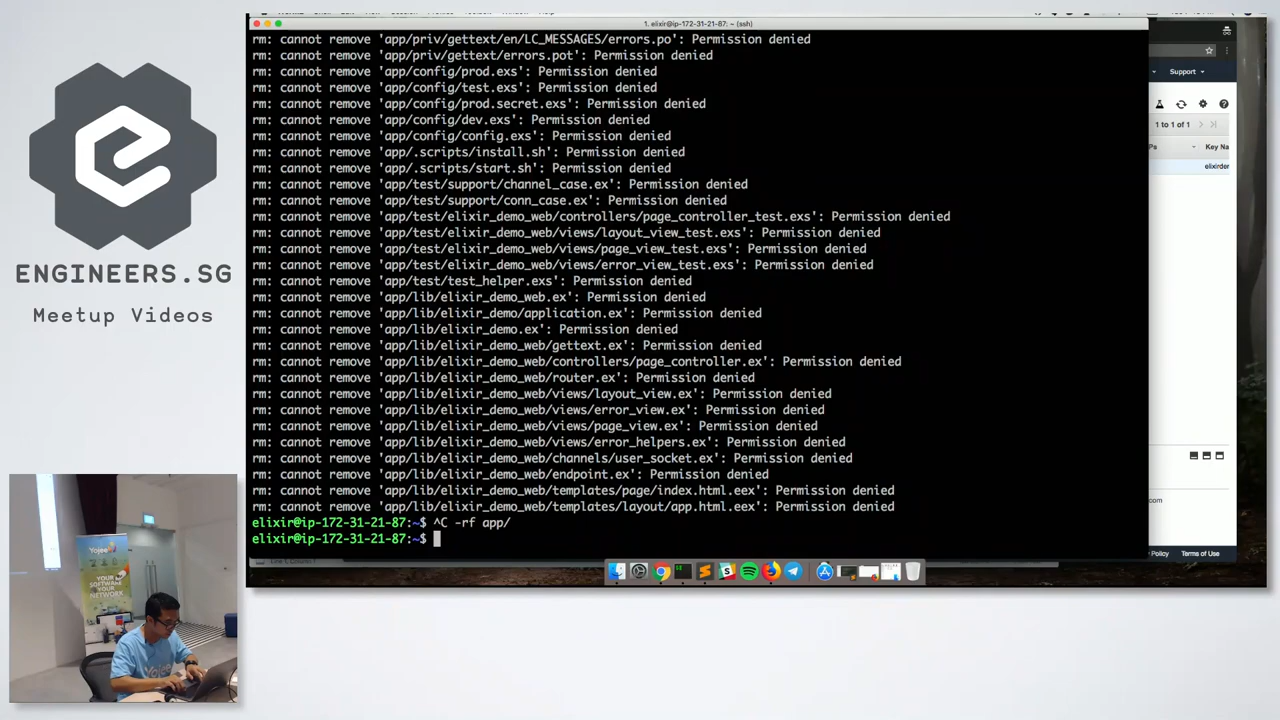 1. elixir@ip-172-31-21-87: ~ (ssh)
rm: cannot remove 'app/priv/gettext/en/LC_MESSAGES/errors.po': Permission denied
rm: cannot remove 'app/priv/gettext/errors.pot': Permission denied
rm: cannot remove 'app/config/prod.exs': Permission denied
rm: cannot remove 'app/config/test.exs': Permission denied
rm: cannot remove 'app/config/prod.secret.exs': Permission denied
rm: cannot remove 'app/config/dev.exs': Permission denied
rm: cannot remove 'app/config/config.exs': Permission denied
rm: cannot remove 'app/.scripts/install.sh': Permission denied
rm: cannot remove 'app/.scripts/start.sh': Permission denied
rm: cannot remove 'app/test/support/channel_case.ex': Permission denied
rm: cannot remove 'app/test/support/conn_case.ex': Permission denied
rm: cannot remove 'app/test/elixir_demo_web/controllers/page_controller_test.exs': Permission denied
rm: cannot remove 'app/test/elixir_demo_web/views/layout_view_test.exs': Permission denied
rm: cannot remove 'app/test/elixir_demo_web/views/page_view_test.exs': Permission denied
rm: cannot remove 'app/test/elixir_demo_web/views/error_view_test.exs': Permission denied
rm: cannot remove 'app/test/test_helper.exs': Permission denied
rm: cannot remove 'app/lib/elixir_demo_web.ex': Permission denied
rm: cannot remove 'app/lib/elixir_demo/application.ex': Permission denied
rm: cannot remove 'app/lib/elixir_demo.ex': Permission denied
rm: cannot remove 'app/lib/elixir_demo_web/gettext.ex': Permission denied
rm: cannot remove 'app/lib/elixir_demo_web/controllers/page_controller.ex': Permission denied
rm: cannot remove 'app/lib/elixir_demo_web/router.ex': Permission denied
rm: cannot remove 'app/lib/elixir_demo_web/views/layout_view.ex': Permission denied
rm: cannot remove 'app/lib/elixir_demo_web/views/error_view.ex': Permission denied
rm: cannot remove 'app/lib/elixir_demo_web/views/page_view.ex': Permission denied
rm: cannot remove 'app/lib/elixir_demo_web/views/error_helpers.ex': Permission denied
rm: cannot remove 'app/lib/elixir_demo_web/channels/user_socket.ex': Permission denied
rm: cannot remove 'app/lib/elixir_demo_web/endpoint.ex': Permission denied
rm: cannot remove 'app/lib/elixir_demo_web/templates/page/index.html.eex': Permission denied
rm: cannot remove 'app/lib/elixir_demo_web/templates/layout/app.html.eex': Permission denied
elixir@ip-172-31-21-87:~$ ^C -rf app/
elixir@ip-172-31-21-87:~$
Support
1 to 1 of 1
Ps
Key Na
elixirder
.com
Policy
Terms of Use
ENGINEERS.SG
Meetup Videos
Yojee
YOUR
SOFTWARE
YOUR
NETWORK